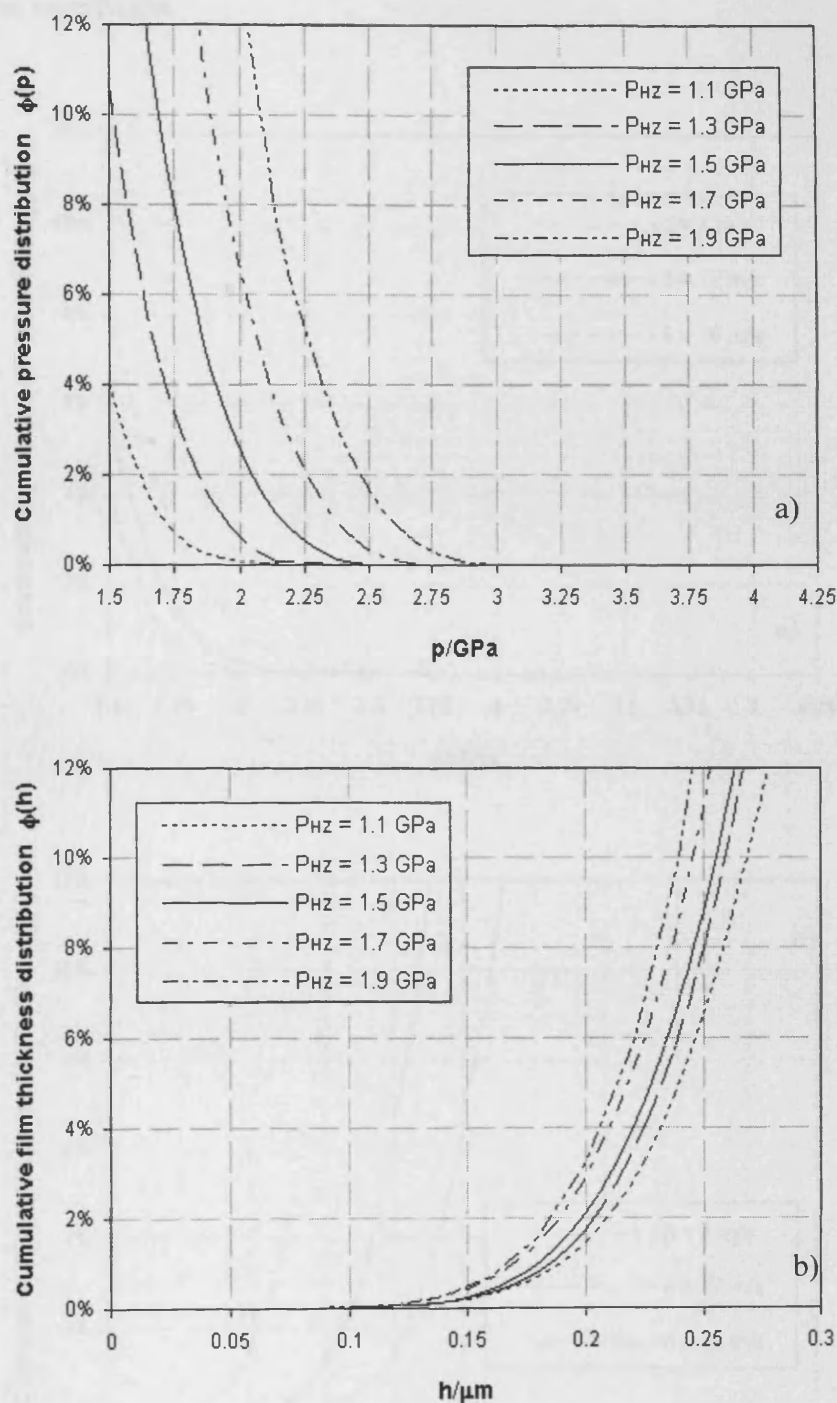 12%
10%
8%
6%
4%
2%
0%
Cumulative pressure distribution ϕ(p)
PHZ = 1.1 GPa
PHZ = 1.3 GPa
PHZ = 1.5 GPa
PHZ = 1.7 GPa
PHZ = 1.9 GPa
a)
1.5 1.75 2 2.25 2.5 2.75 3 3.25 3.5 3.75 4 4.25
p/GPa
12%
10%
8%
6%
4%
2%
0%
Cumulative film thickness distribution ϕ(h)
PHZ = 1.1 GPa
PHZ = 1.3 GPa
PHZ = 1.5 GPa
PHZ = 1.7 GPa
PHZ = 1.9 GPa
b)
0 0.05 0.1 0.15 0.2 0.25 0.3
h/μm